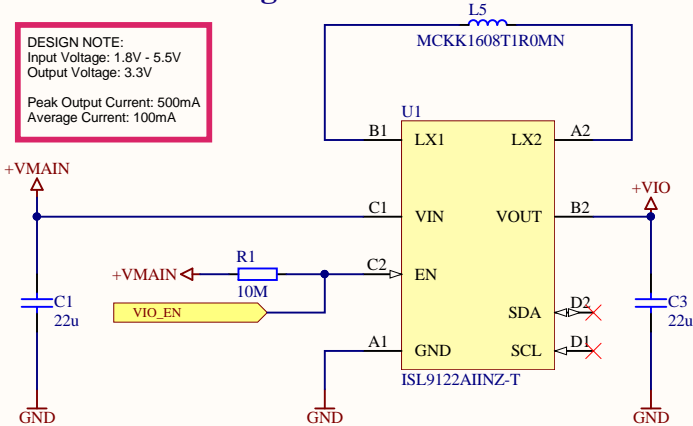 L5
MCKK1608T1R0MN
DESIGN NOTE:
Input Voltage: 1.8V - 5.5V
Output Voltage: 3.3V
Peak Output Current: 500mA
Average Current: 100mA
U1
B1 LX1 LX2 A2
+VMAIN
+VIO
C1 VIN VOUT B2
R1
+VMAIN
C2 EN
10M
C1
22u
VIO_EN
SDA D2
C3
22u
A1 GND SCL D1
ISL9122AIINZ-T
GND
GND
GND